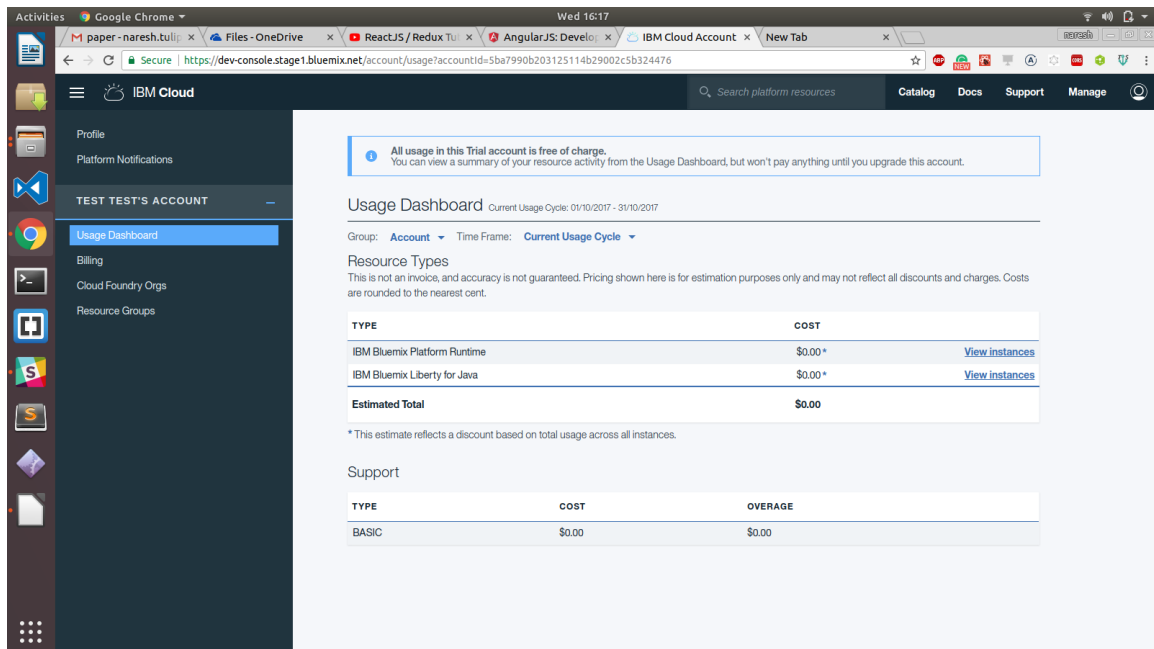 Activities Google Chrome Wed 16:17
paper - naresh.tulip Files - OneDrive ReactJS / Redux Tu AngularJS: Develop IBM Cloud Account New Tab naresh
Secure https://dev-console.stage1.bluemix.net/account/usage?accountId=5ba7990b203125114b29002c5b324476 ABP NEW CORS
IBM Cloud Search platform resources Catalog Docs Support Manage
Profile
Platform Notifications
TEST TEST'S ACCOUNT
Usage Dashboard
Billing
Cloud Foundry Orgs
Resource Groups
All usage in this Trial account is free of charge.
You can view a summary of your resource activity from the Usage Dashboard, but won't pay anything until you upgrade this account.
Usage Dashboard Current Usage Cycle: 01/10/2017 - 31/10/2017
Group: Account Time Frame: Current Usage Cycle
Resource Types
This is not an invoice, and accuracy is not guaranteed. Pricing shown here is for estimation purposes only and may not reflect all discounts and charges. Costs
are rounded to the nearest cent.
TYPE COST
IBM Bluemix Platform Runtime $0.00 * View instances
IBM Bluemix Liberty for Java $0.00 * View instances
Estimated Total $0.00
* This estimate reflects a discount based on total usage across all instances.
Support
TYPE COST OVERAGE
BASIC $0.00 $0.00